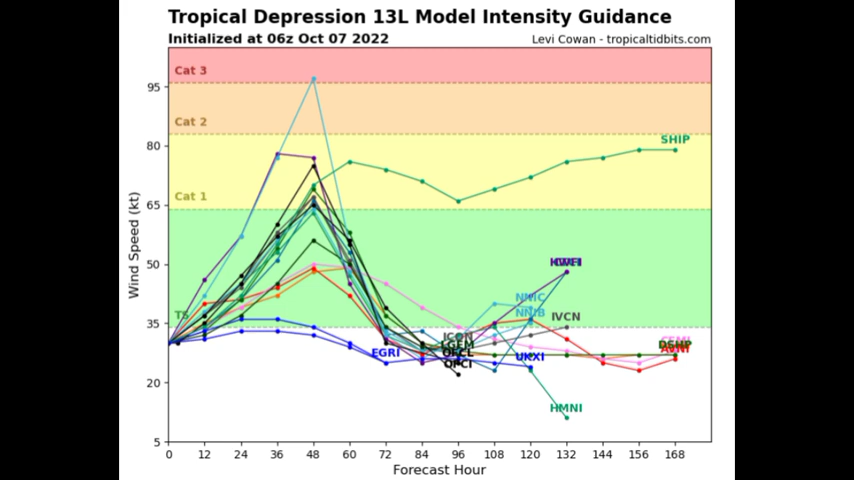 Tropical Depression 13L Model Intensity Guidance
Initialized at 06z Oct 07 2022
Levi Cowan - tropicaltidbits.com
Cat 3
95
Cat 2
80
SHIP
Cat 1
65
Wind Speed (kt)
50
NNIC
NNIB
IVCN
TS
35
ICON
LGEM
DSHP
EGRI
OFCL
UKXI
OFCI
20
HMNI
5
0 12 24 36 48 60 72 84 96 108 120 132 144 156 168
Forecast Hour